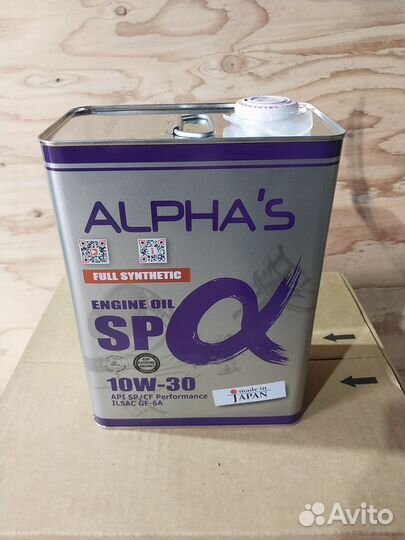 ALPHA'S
FULL SYNTHETIC
ENGINE OIL
SP α
10W-30
API SP/CF Performance
ILSAC GF-6A
made in
JAPAN
Avito